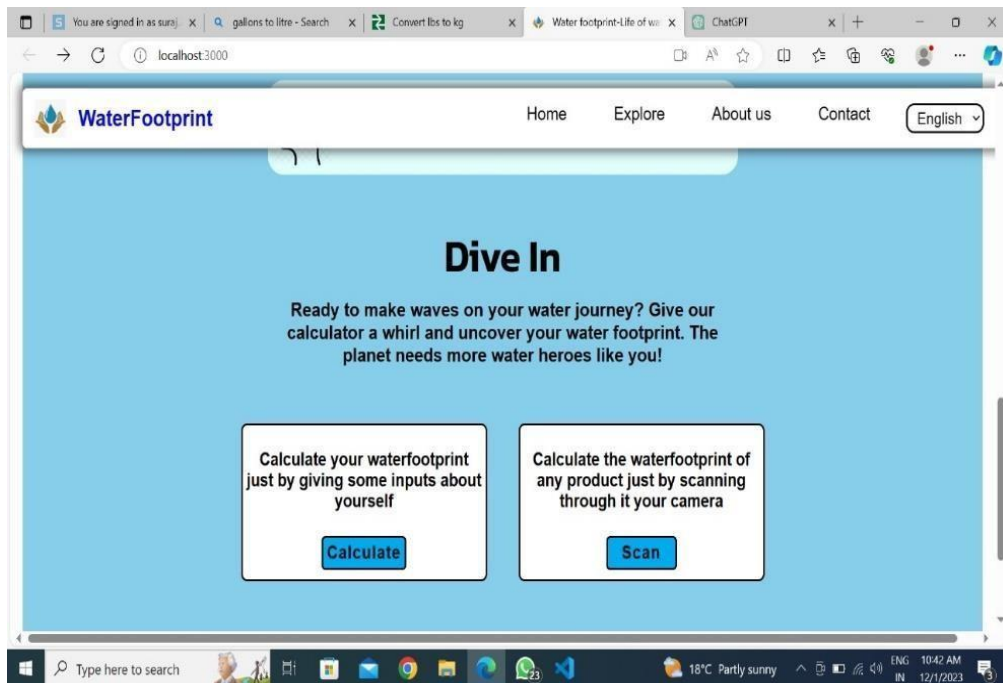 You are signed in as suraj
gallons to litre - Search
Convert lbs to kg
Water footprint-Life of wa
ChatGPT
localhost:3000
WaterFootprint
Home
Explore
About us
Contact
English
Dive In
Ready to make waves on your water journey? Give our
calculator a whirl and uncover your water footprint. The
planet needs more water heroes like you!
Calculate your waterfootprint
just by giving some inputs about
yourself
Calculate
Calculate the waterfootprint of
any product just by scanning
through it your camera
Scan
Type here to search
23
18°C Partly sunny
ENG
IN
10:42 AM
12/1/2023
3